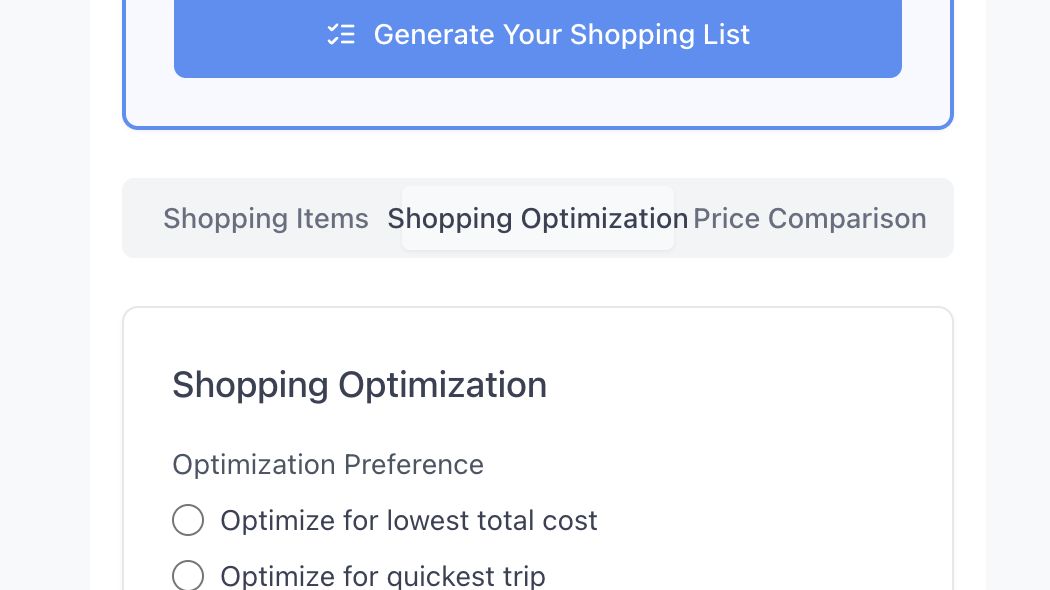 Generate Your Shopping List
Shopping Items Shopping Optimization Price Comparison
Shopping Optimization
Optimization Preference
Optimize for lowest total cost
Optimize for quickest trip